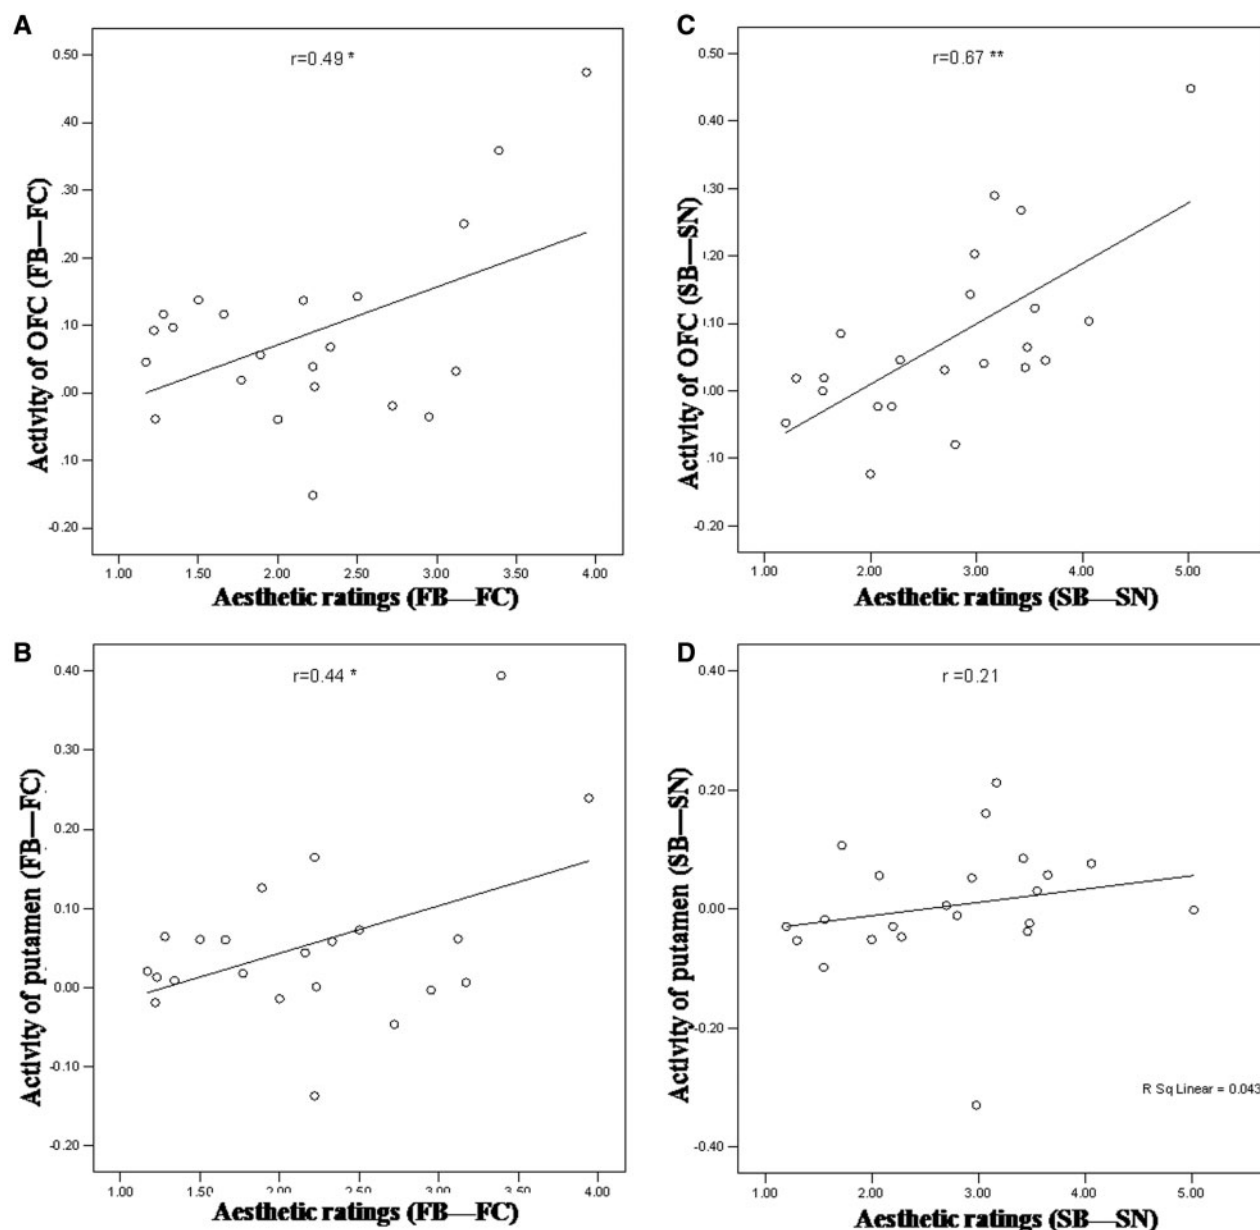 A
r=0.49 *
0.50
.40
.30
.20
.10
.00
.10
-0.20
1.00 1.50 2.00 2.50 3.00 3.50 4.00
Activity of OFC (FB—FC)
Aesthetic ratings (FB—FC)
C
r=0.67 **
0.50
0.40
0.30
0.20
0.10
0.00
0.10
-0.20
1.00 2.00 3.00 4.00 5.00
Activity of OFC (SB—SN)
Aesthetic ratings (SB—SN)
B
r=0.44 *
0.40
0.30
0.20
0.10
0.00
-0.10
-0.20
1.00 1.50 2.00 2.50 3.00 3.50 4.00
Activity of putamen (FB—FC)
Aesthetic ratings (FB—FC)
D
r =0.21
0.40
0.20
0.00
-0.20
-0.40
R Sq Linear = 0.043
1.00 2.00 3.00 4.00 5.00
Activity of putamen (SB—SN)
Aesthetic ratings (SB—SN)